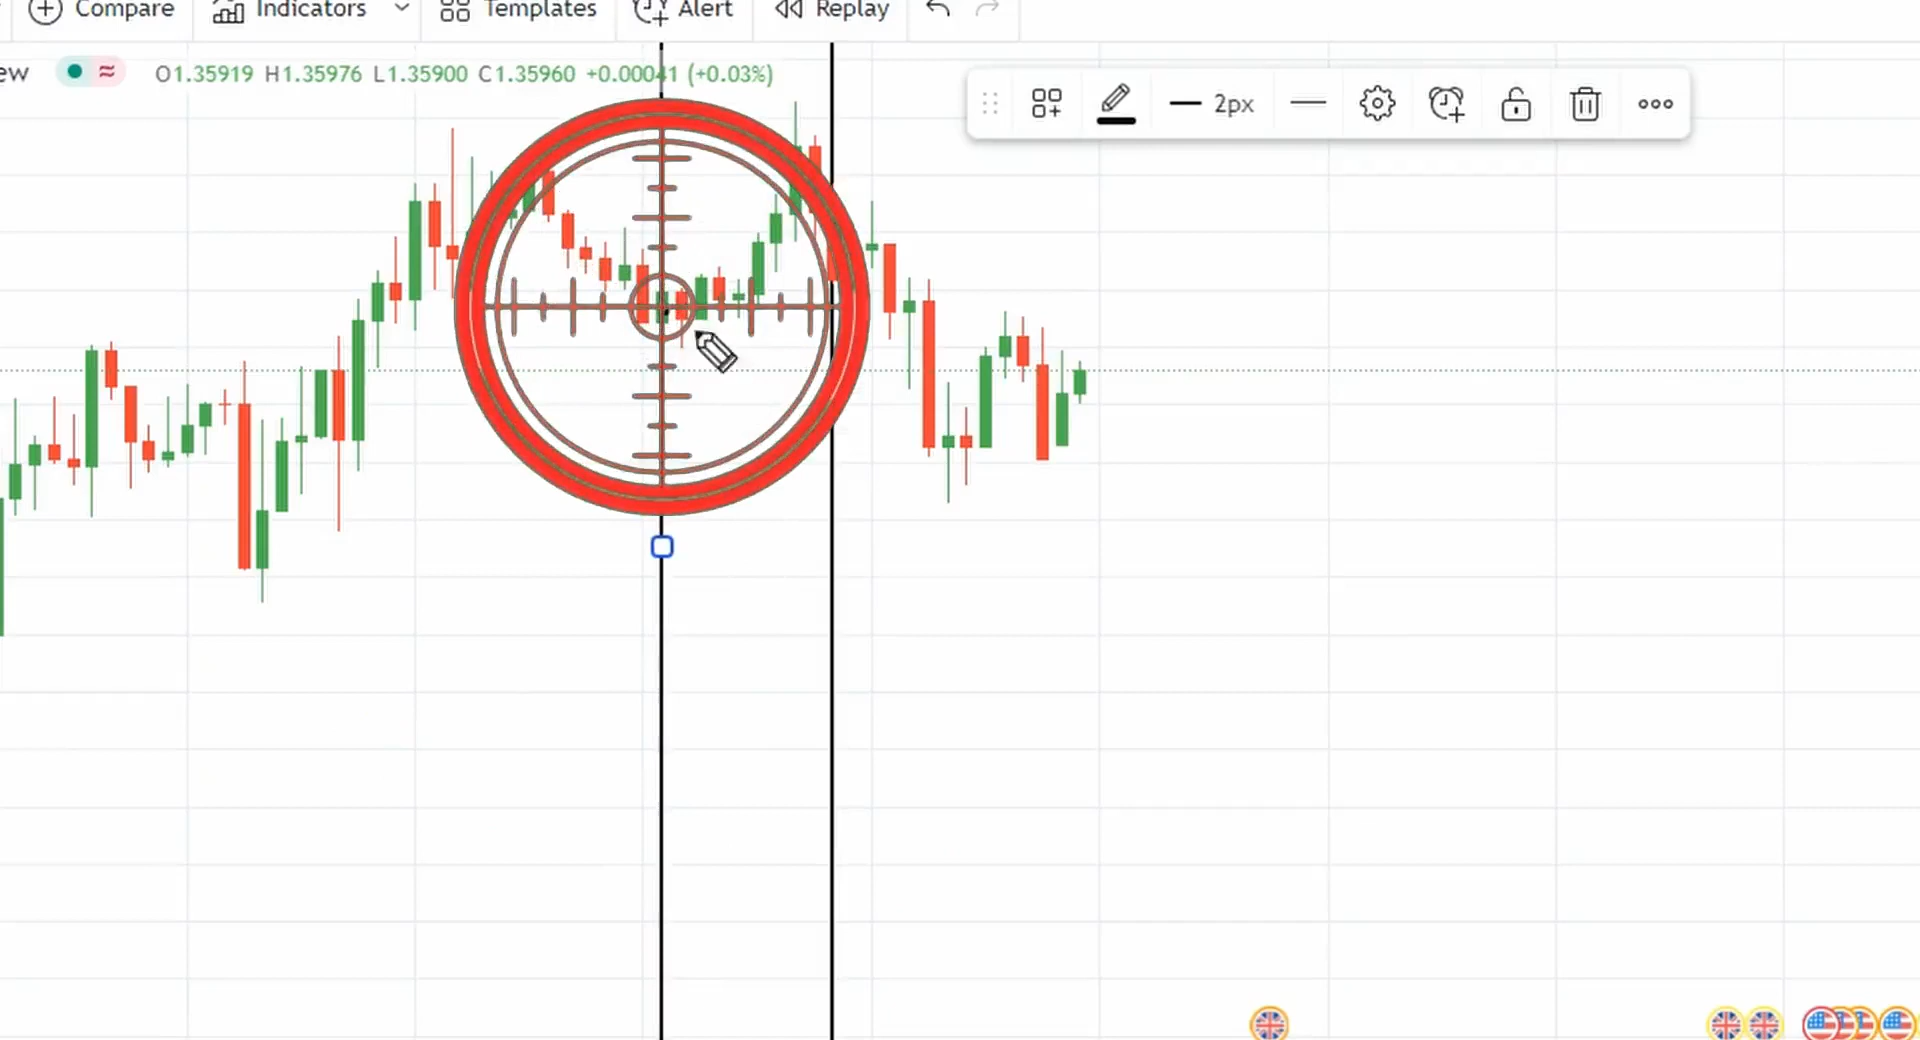 Compare Indicators Templates Alert Replay
ew O1.35919 H1.35976 L1.35900 C1.35960 +0.00041 (+0.03%)
2px